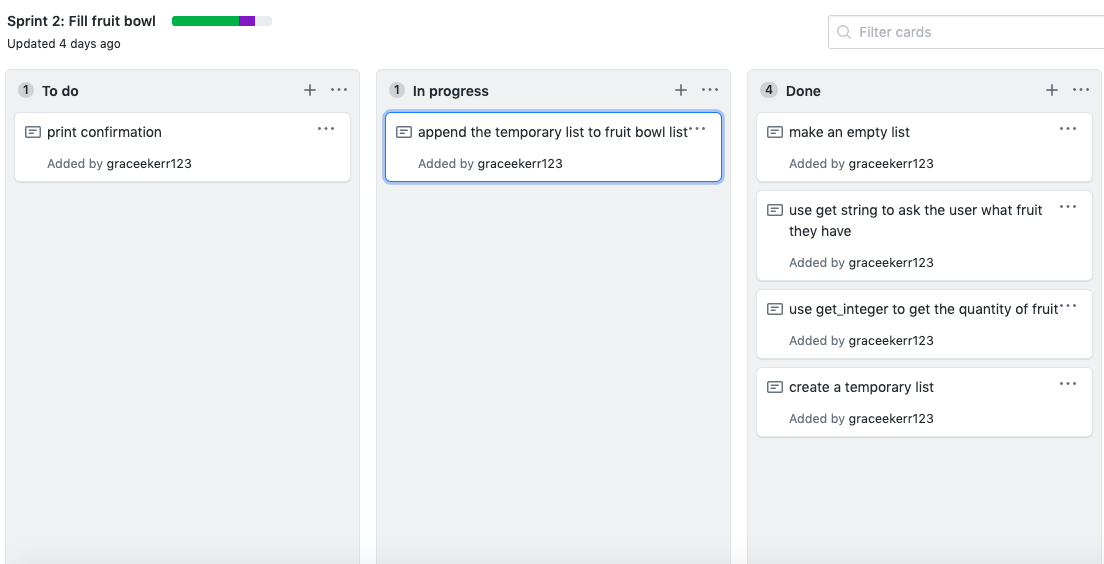 Sprint 2: Fill fruit bowl
Updated 4 days ago
Filter cards
1 To do
print confirmation
Added by graceekerr123
1 In progress
append the temporary list to fruit bowl list
Added by graceekerr123
4 Done
make an empty list
Added by graceekerr123
use get string to ask the user what fruit
they have
Added by graceekerr123
use get_integer to get the quantity of fruit
Added by graceekerr123
create a temporary list
Added by graceekerr123